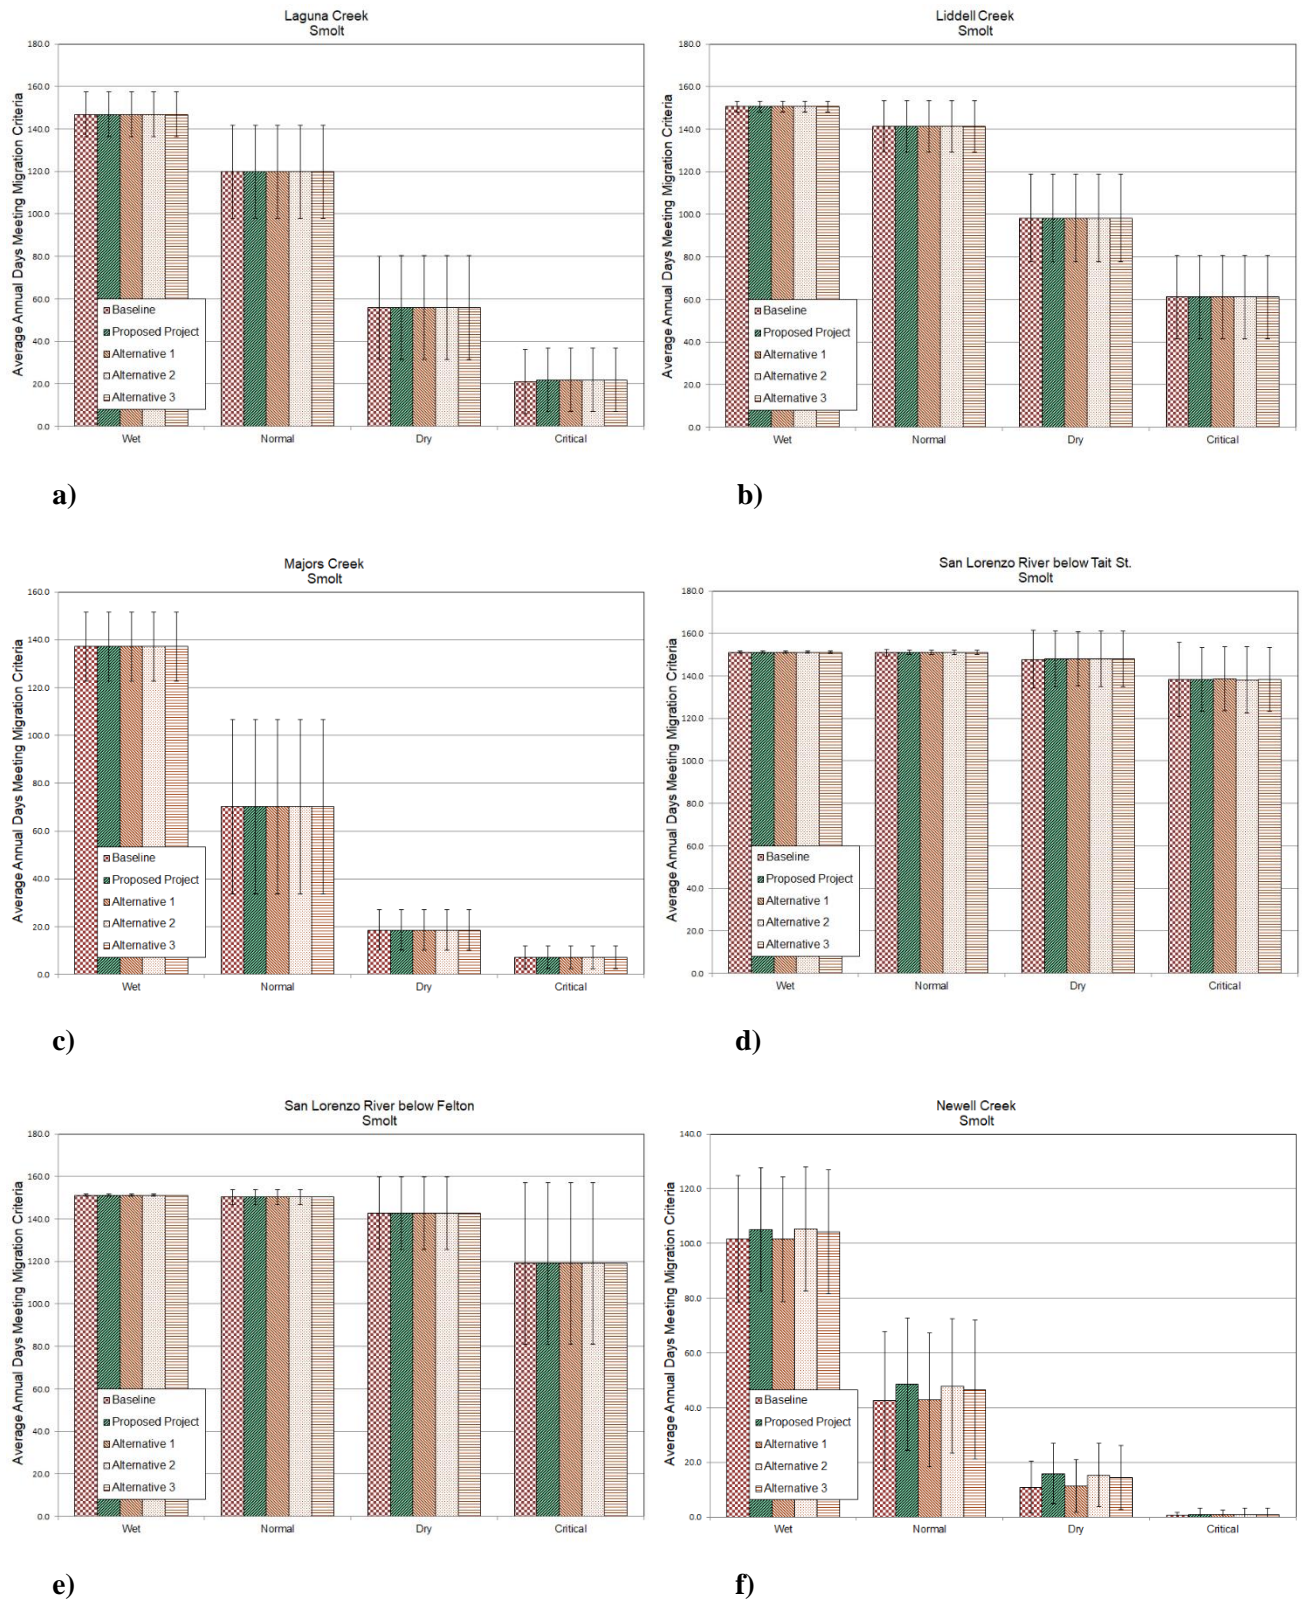 Laguna Creek
Smolt
Average Annual Days Meeting Migration Criteria
180.0
160.0
140.0
120.0
100.0
80.0
60.0
40.0
20.0
0.0
Baseline
Proposed Project
Alternative 1
Alternative 2
Alternative 3
Wet Normal Dry Critical
a)
Liddell Creek
Smolt
Average Annual Days Meeting Migration Criteria
180.0
160.0
140.0
120.0
100.0
80.0
60.0
40.0
20.0
0.0
Baseline
Proposed Project
Alternative 1
Alternative 2
Alternative 3
Wet Normal Dry Critical
b)
Majors Creek
Smolt
Average Annual Days Meeting Migration Criteria
160.0
140.0
120.0
100.0
80.0
60.0
40.0
20.0
0.0
Baseline
Proposed Project
Alternative 1
Alternative 2
Alternative 3
Wet Normal Dry Critical
c)
San Lorenzo River below Tait St.
Smolt
Average Annual Days Meeting Migration Criteria
180.0
160.0
140.0
120.0
100.0
80.0
60.0
40.0
20.0
0.0
Baseline
Proposed Project
Alternative 1
Alternative 2
Alternative 3
Wet Normal Dry Critical
d)
San Lorenzo River below Felton
Smolt
Average Annual Days Meeting Migration Criteria
180.0
160.0
140.0
120.0
100.0
80.0
60.0
40.0
20.0
0.0
Baseline
Proposed Project
Alternative 1
Alternative 2
Alternative 3
Wet Normal Dry Critical
e)
Newell Creek
Smolt
Average Annual Days Meeting Migration Criteria
140.0
120.0
100.0
80.0
60.0
40.0
20.0
0.0
Baseline
Proposed Project
Alternative 1
Alternative 2
Alternative 3
Wet Normal Dry Critical
f)